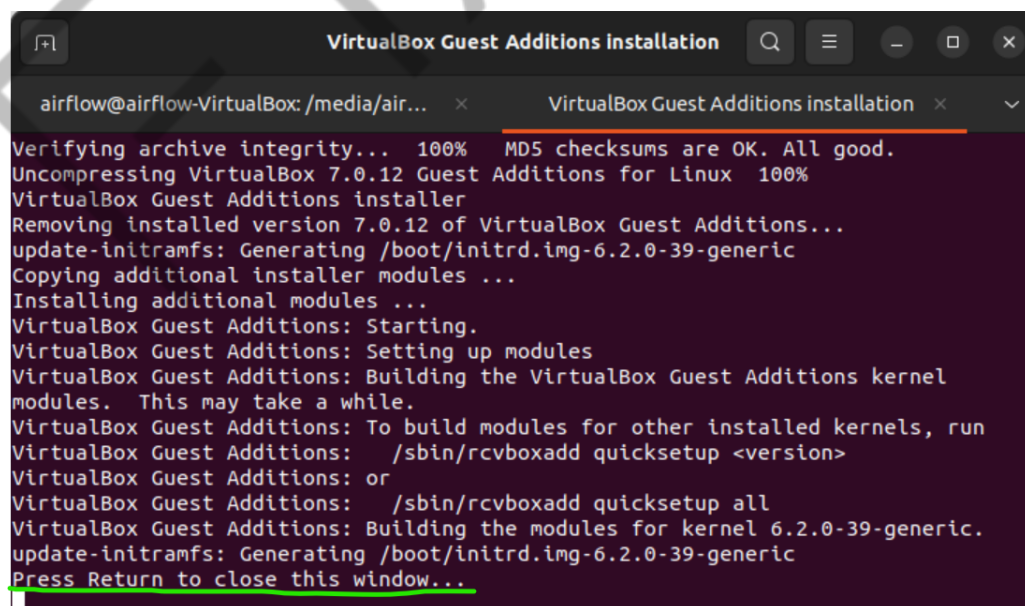 VirtualBox Guest Additions installation
airflow@airflow-VirtualBox: /media/air... × VirtualBox Guest Additions installation ×
Verifying archive integrity...  100%   MD5 checksums are OK. All good.
Uncompressing VirtualBox 7.0.12 Guest Additions for Linux  100%
VirtualBox Guest Additions installer
Removing installed version 7.0.12 of VirtualBox Guest Additions...
update-initramfs: Generating /boot/initrd.img-6.2.0-39-generic
Copying additional installer modules ...
Installing additional modules ...
VirtualBox Guest Additions: Starting.
VirtualBox Guest Additions: Setting up modules
VirtualBox Guest Additions: Building the VirtualBox Guest Additions kernel
modules.  This may take a while.
VirtualBox Guest Additions: To build modules for other installed kernels, run
VirtualBox Guest Additions:   /sbin/rcvboxadd quicksetup <version>
VirtualBox Guest Additions: or
VirtualBox Guest Additions:   /sbin/rcvboxadd quicksetup all
VirtualBox Guest Additions: Building the modules for kernel 6.2.0-39-generic.
update-initramfs: Generating /boot/initrd.img-6.2.0-39-generic
Press Return to close this window...